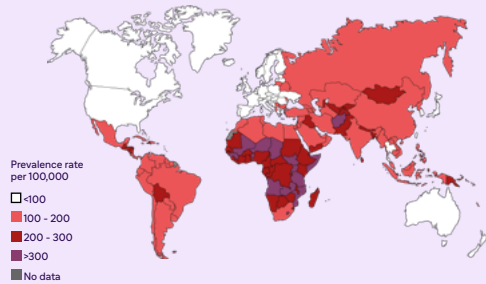 Prevalence rate
per 100,000
<100
100 - 200
200 - 300
>300
No data